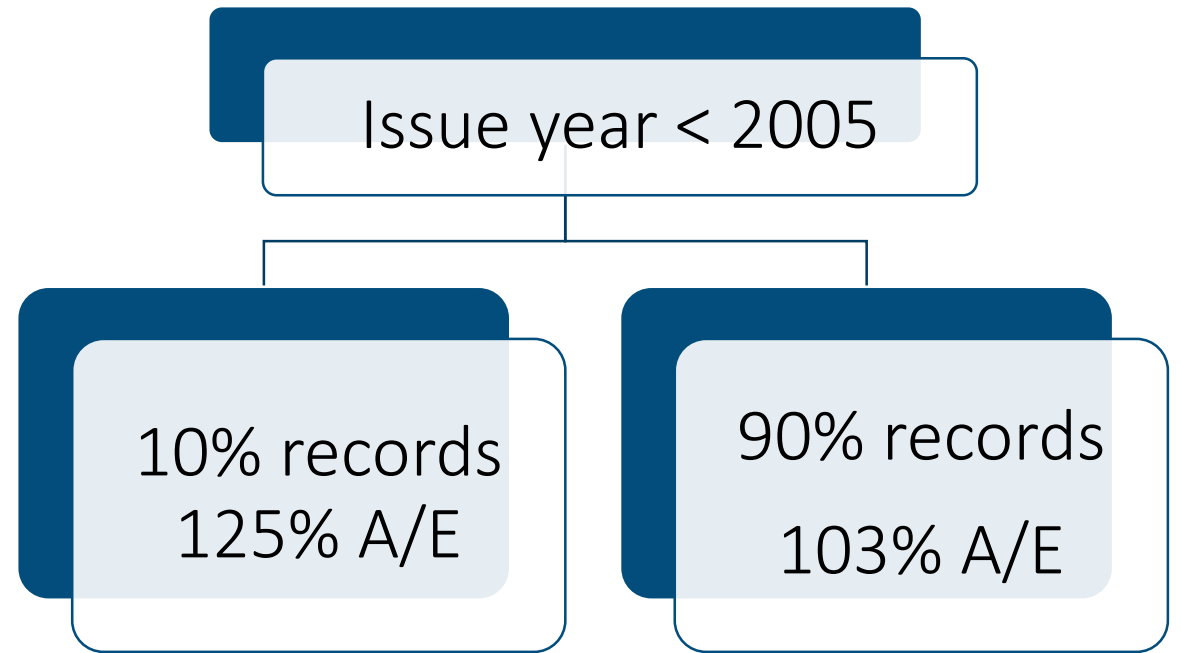 Issue year < 2005
10% records
125% A/E
90% records
103% A/E